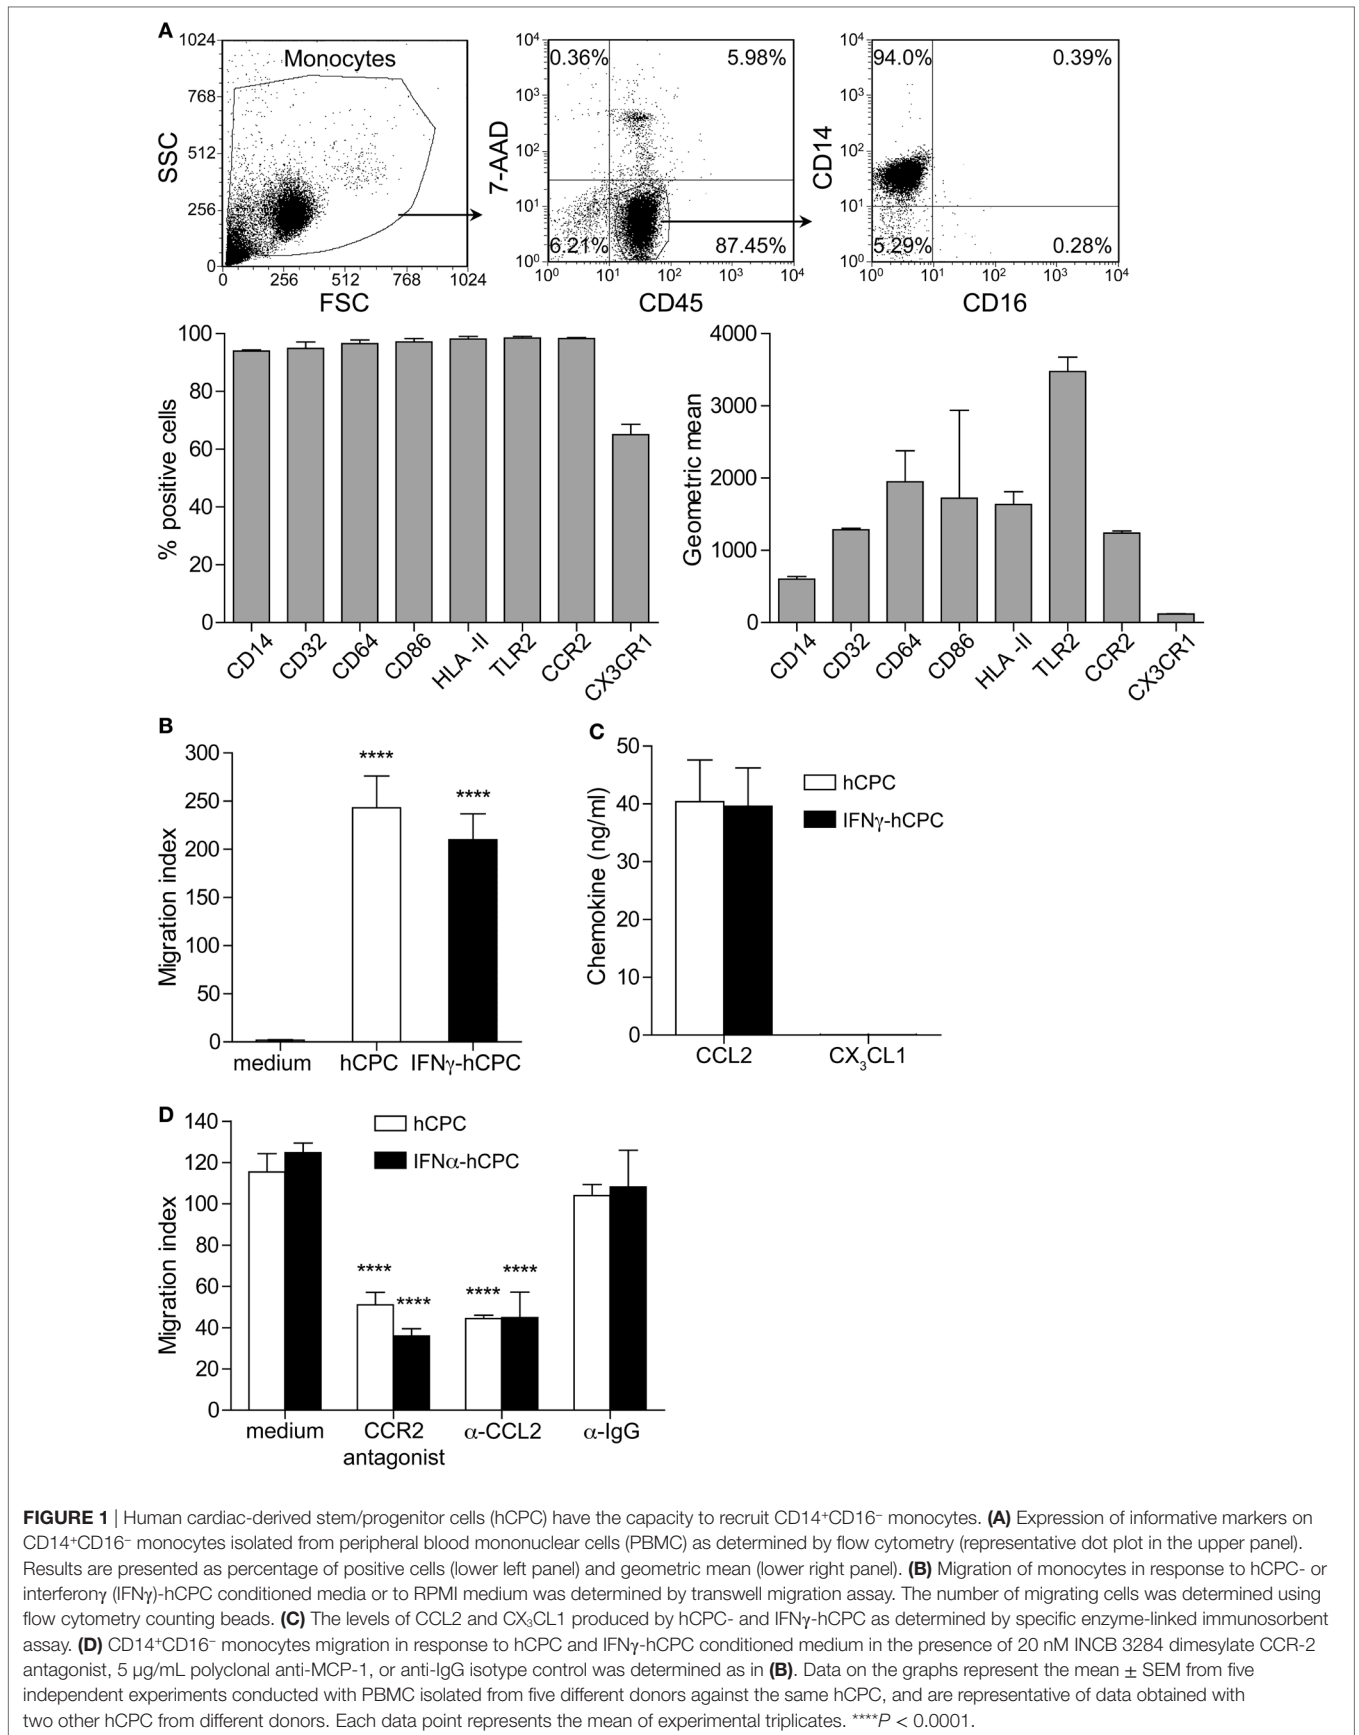 A
1024
768
512
256
0
SSC
Monocytes
0 256 512 768 1024
FSC
10⁴
10³
10²
10¹
10⁰
7-AAD
0.36% 5.98%
6.21% 87.45%
10⁰ 10¹ 10² 10³ 10⁴
CD45
10⁴
10³
10²
10¹
10⁰
CD14
94.0% 0.39%
5.29% 0.28%
10⁰ 10¹ 10² 10³ 10⁴
CD16
100
80
60
40
20
0
% positive cells
CD14 CD32 CD64 CD86 HLA -II TLR2 CCR2 CX3CR1
4000
3000
2000
1000
0
Geometric mean
CD14 CD32 CD64 CD86 HLA -II TLR2 CCR2 CX3CR1
B
300
250
200
150
100
50
0
Migration index
**** ****
medium hCPC IFNγ-hCPC
C
50
40
30
20
10
0
Chemokine (ng/ml)
hCPC
IFNγ-hCPC
CCL2 CX₃CL1
D
140
120
100
80
60
40
20
0
Migration index
hCPC
IFNα-hCPC
**** **** **** ****
medium CCR2 α-CCL2 α-IgG
antagonist
FIGURE 1 | Human cardiac-derived stem/progenitor cells (hCPC) have the capacity to recruit CD14⁺CD16⁻ monocytes. (A) Expression of informative markers on
CD14⁺CD16⁻ monocytes isolated from peripheral blood mononuclear cells (PBMC) as determined by flow cytometry (representative dot plot in the upper panel).
Results are presented as percentage of positive cells (lower left panel) and geometric mean (lower right panel). (B) Migration of monocytes in response to hCPC- or
interferonγ (IFNγ)-hCPC conditioned media or to RPMI medium was determined by transwell migration assay. The number of migrating cells was determined using
flow cytometry counting beads. (C) The levels of CCL2 and CX₃CL1 produced by hCPC- and IFNγ-hCPC as determined by specific enzyme-linked immunosorbent
assay. (D) CD14⁺CD16⁻ monocytes migration in response to hCPC and IFNγ-hCPC conditioned medium in the presence of 20 nM INCB 3284 dimesylate CCR-2
antagonist, 5 μg/mL polyclonal anti-MCP-1, or anti-IgG isotype control was determined as in (B). Data on the graphs represent the mean ± SEM from five
independent experiments conducted with PBMC isolated from five different donors against the same hCPC, and are representative of data obtained with
two other hCPC from different donors. Each data point represents the mean of experimental triplicates. ****P < 0.0001.